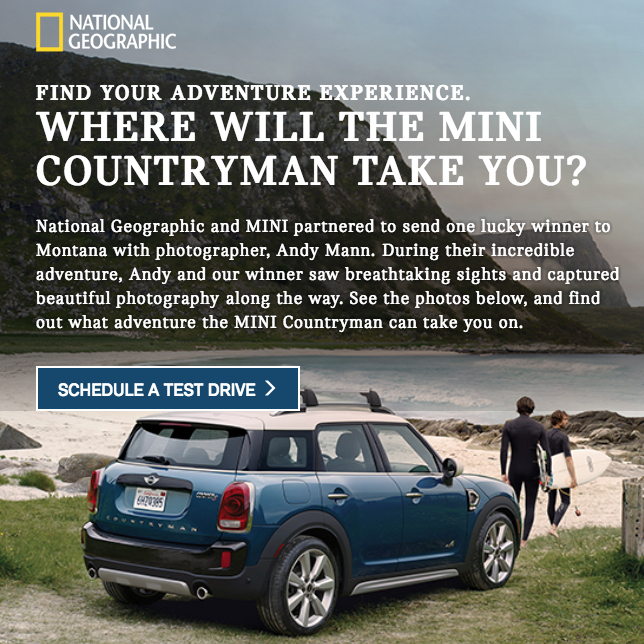 NATIONAL
GEOGRAPHIC
FIND YOUR ADVENTURE EXPERIENCE.
WHERE WILL THE MINI
COUNTRYMAN TAKE YOU?
National Geographic and MINI partnered to send one lucky winner to
Montana with photographer, Andy Mann. During their incredible
adventure, Andy and our winner saw breathtaking sights and captured
beautiful photography along the way. See the photos below, and find
out what adventure the MINI Countryman can take you on.
SCHEDULE A TEST DRIVE >
COUNTRYMAN